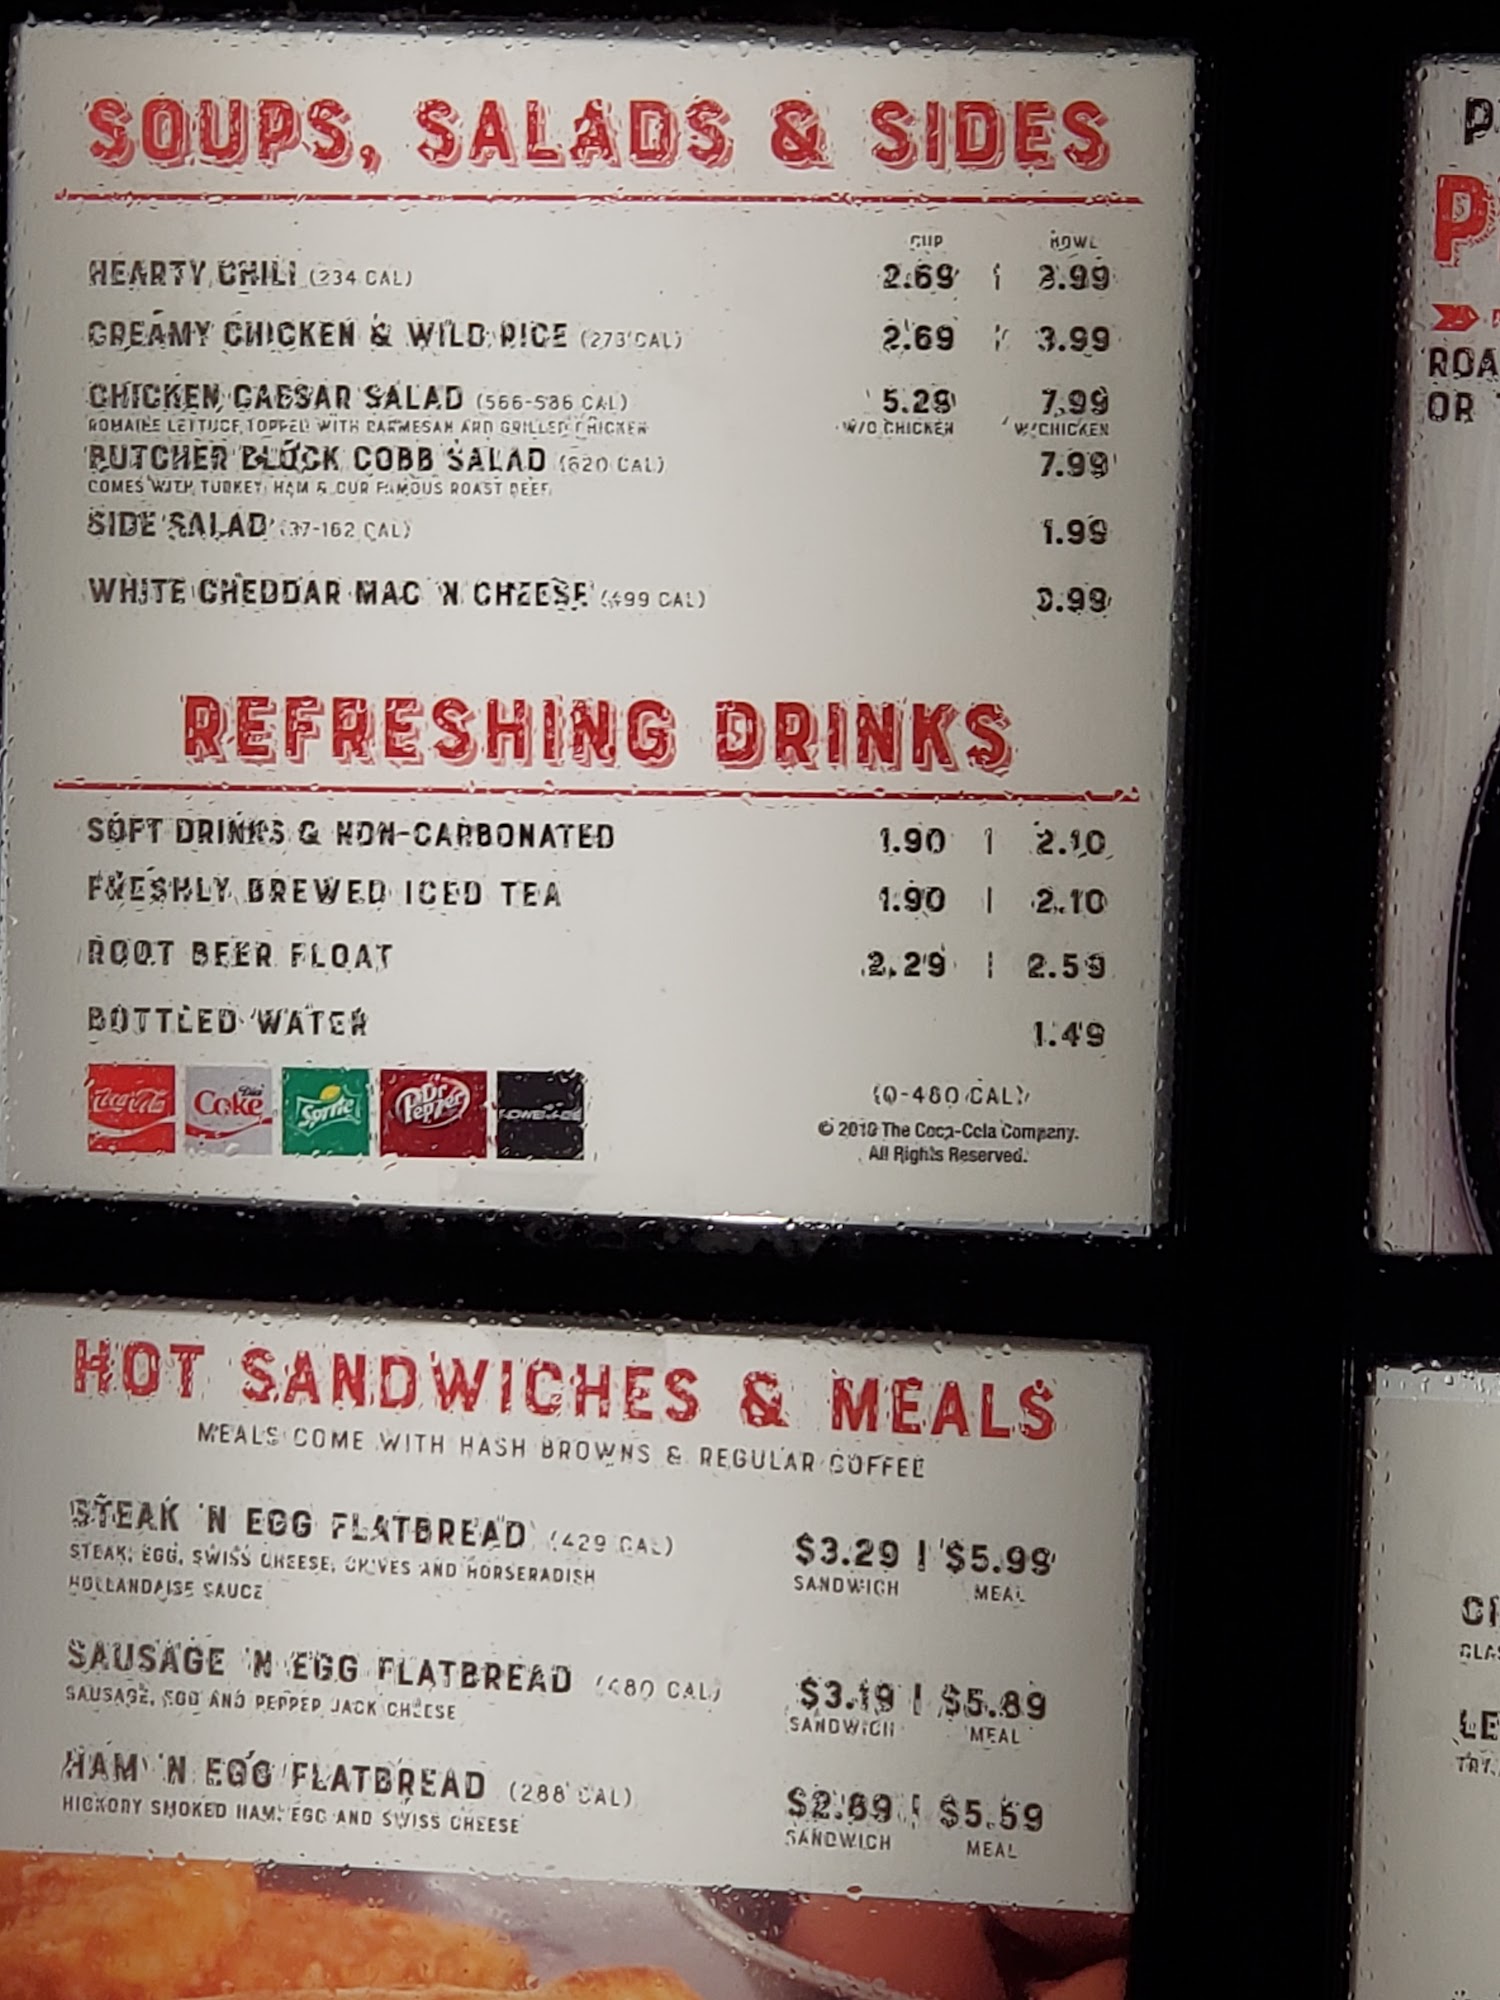 SOUPS, SALADS & SIDES
CUP BOWL
HEARTY CHILI (234 CAL) 2.69 | 3.99
CREAMY CHICKEN & WILD RICE (273 CAL) 2.69 | 3.99
CHICKEN CAESAR SALAD (566-586 CAL) 5.29 7.99
ROMAINE LETTUCE TOPPED WITH PARMESAN AND GRILLED CHICKEN W/O CHICKEN W/CHICKEN
BUTCHER BLOCK COBB SALAD (620 CAL) 7.99
COMES WITH TURKEY, HAM & OUR FAMOUS ROAST BEEF
SIDE SALAD (37-162 CAL) 1.99
WHITE CHEDDAR MAC 'N CHEESE (499 CAL) 3.99
REFRESHING DRINKS
SOFT DRINKS & NON-CARBONATED 1.90 | 2.10
FRESHLY BREWED ICED TEA 1.90 | 2.10
ROOT BEER FLOAT 2.29 | 2.59
BOTTLED WATER 1.49
Coca-Cola Diet Coke Sprite Dr Pepper POWERADE
(0-480 CAL)
© 2016 The Coca-Cola Company.
All Rights Reserved.
HOT SANDWICHES & MEALS
MEALS COME WITH HASH BROWNS & REGULAR COFFEE
STEAK 'N EGG FLATBREAD (429 CAL) $3.29 | $5.99
STEAK, EGG, SWISS CHEESE, CHIVES AND HORSERADISH SANDWICH MEAL
HOLLANDAISE SAUCE
SAUSAGE 'N EGG FLATBREAD (480 CAL) $3.19 | $5.89
SAUSAGE, EGG AND PEPPER JACK CHEESE SANDWICH MEAL
HAM 'N EGG FLATBREAD (288 CAL) $2.89 | $5.59
HICKORY SMOKED HAM, EGG AND SWISS CHEESE SANDWICH MEAL
ROA
OR